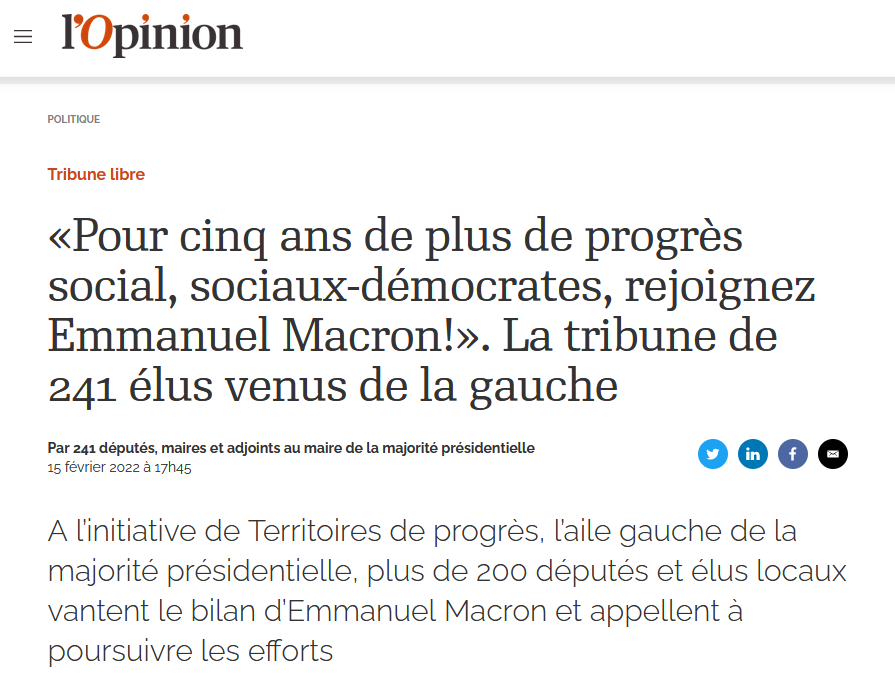 l'Opinion
POLITIQUE
Tribune libre
«Pour cinq ans de plus de progrès
social, sociaux-démocrates, rejoignez
Emmanuel Macron!». La tribune de
241 élus venus de la gauche
Par 241 députés, maires et adjoints au maire de la majorité présidentielle
15 février 2022 à 17h45
A l’initiative de Territoires de progrès, l’aile gauche de la
majorité présidentielle, plus de 200 députés et élus locaux
vantent le bilan d’Emmanuel Macron et appellent à
poursuivre les efforts